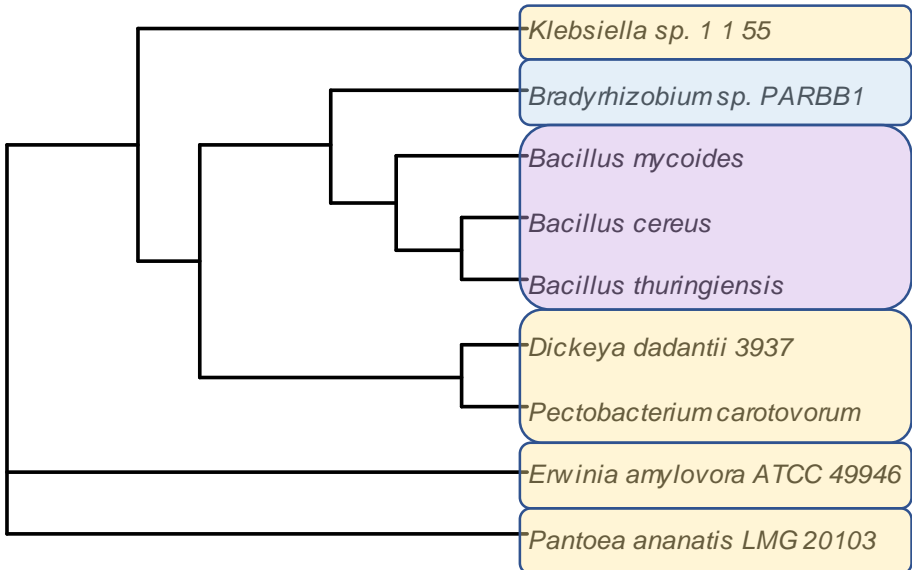 Klebsiella sp. 1 1 55
Bradyrhizobium sp. PARBB1
Bacillus mycoides
Bacillus cereus
Bacillus thuringiensis
Dickeya dadantii 3937
Pectobacterium carotovorum
Erwinia amylovora ATCC 49946
Pantoea ananatis LMG 20103